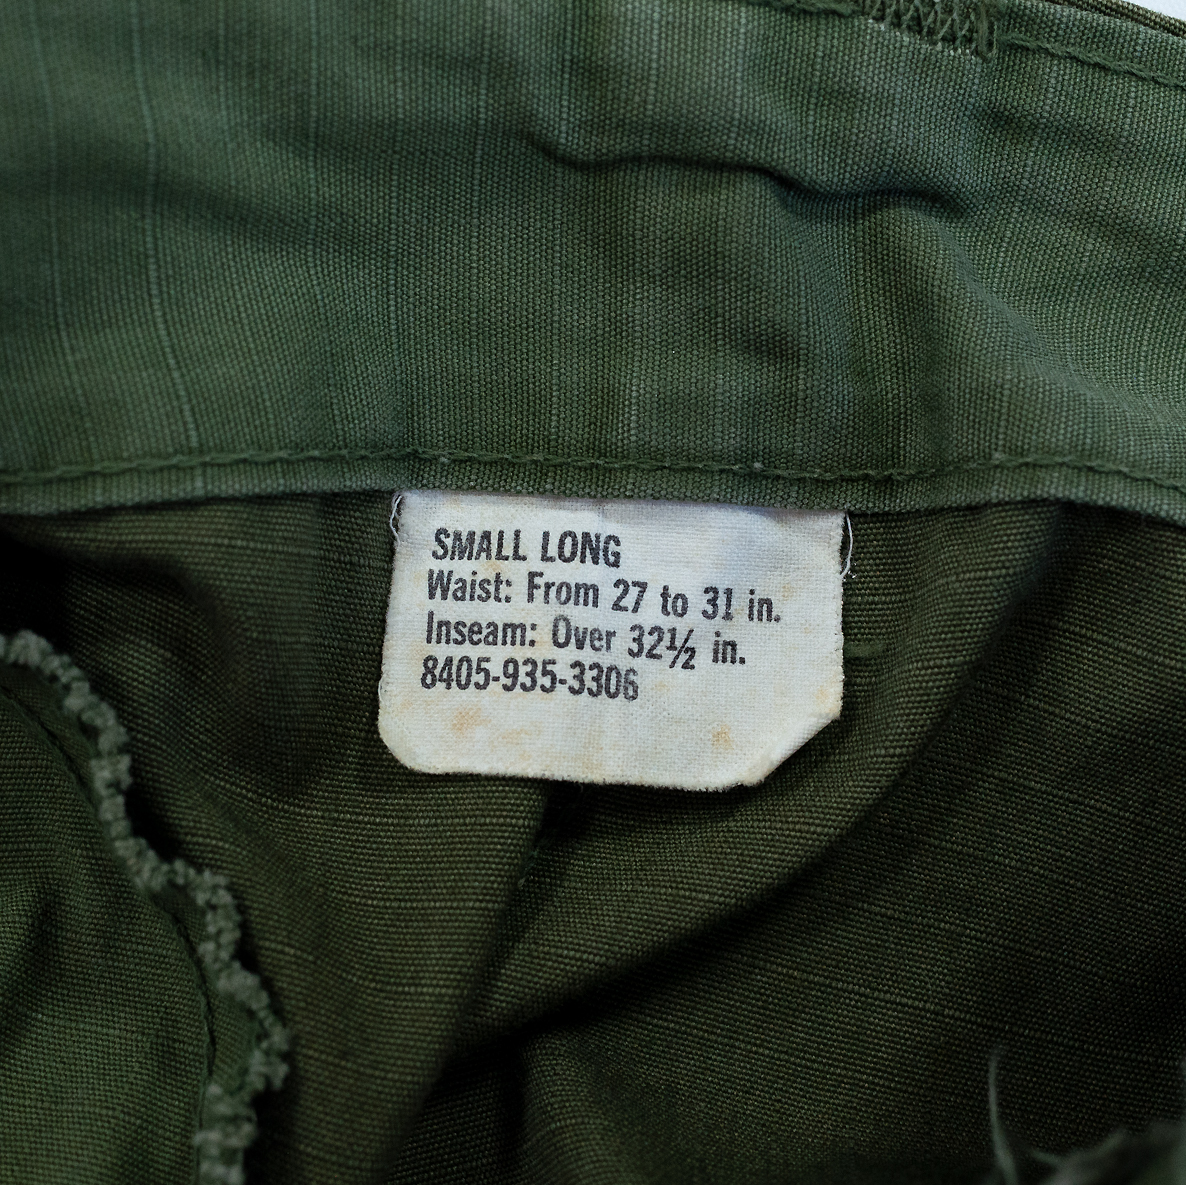 SMALL LONG
Waist: From 27 to 31 in.
Inseam: Over 32½ in.
8405-935-3306